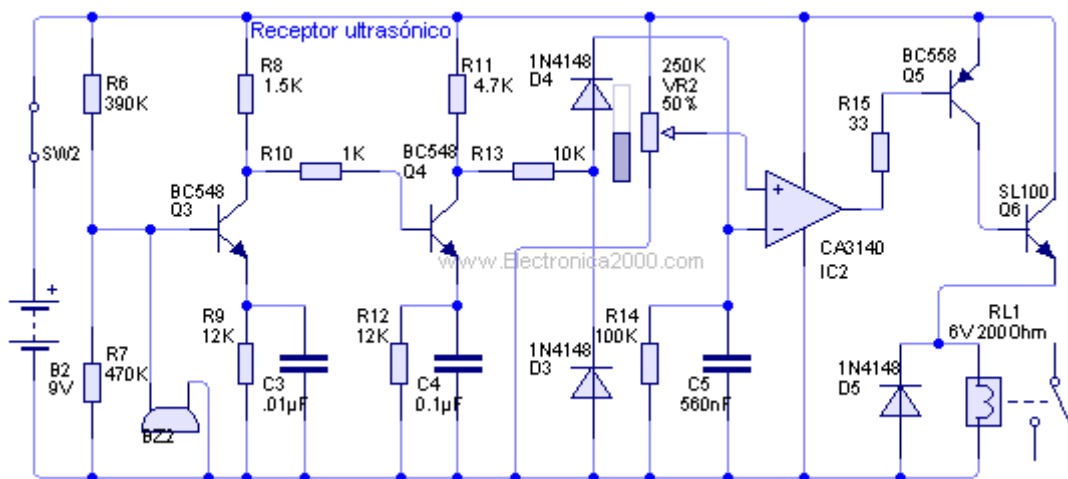 Receptor ultrasónico
R6
390K
R8
1.5K
R11
4.7K
1N4148
D4
250K
VR2
50%
BC558
Q5
R15
33
SW2
R10 1K
BC548
Q4
R13 10K
BC548
Q3
+
SL100
Q6
+
−
CA3140
IC2
www.Electronica2000.com
+
B2
9V
R7
470K
BZ2
R9
12K
C3
.01µF
R12
12K
C4
0.1µF
1N4148
D3
R14
100K
C5
560nF
RL1
6V 200Ohm
1N4148
D5